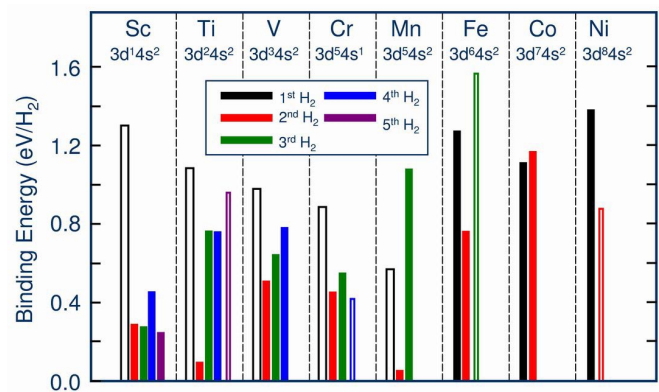 Sc Ti V Cr Mn Fe Co Ni
3d¹4s² 3d²4s² 3d³4s² 3d⁵4s¹ 3d⁵4s² 3d⁶4s² 3d⁷4s² 3d⁸4s²
Binding Energy (eV/H₂)
1.6
1.2
0.8
0.4
0.0
1ˢᵗ H₂ 4ᵗʰ H₂
2ⁿᵈ H₂ 5ᵗʰ H₂
3ʳᵈ H₂